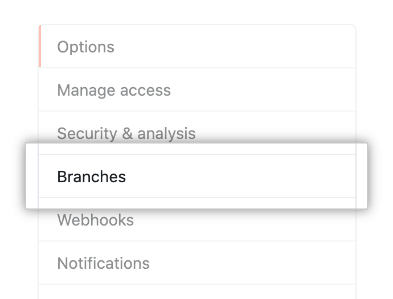 Options
Manage access
Security & analysis
Branches
Webhooks
Notifications